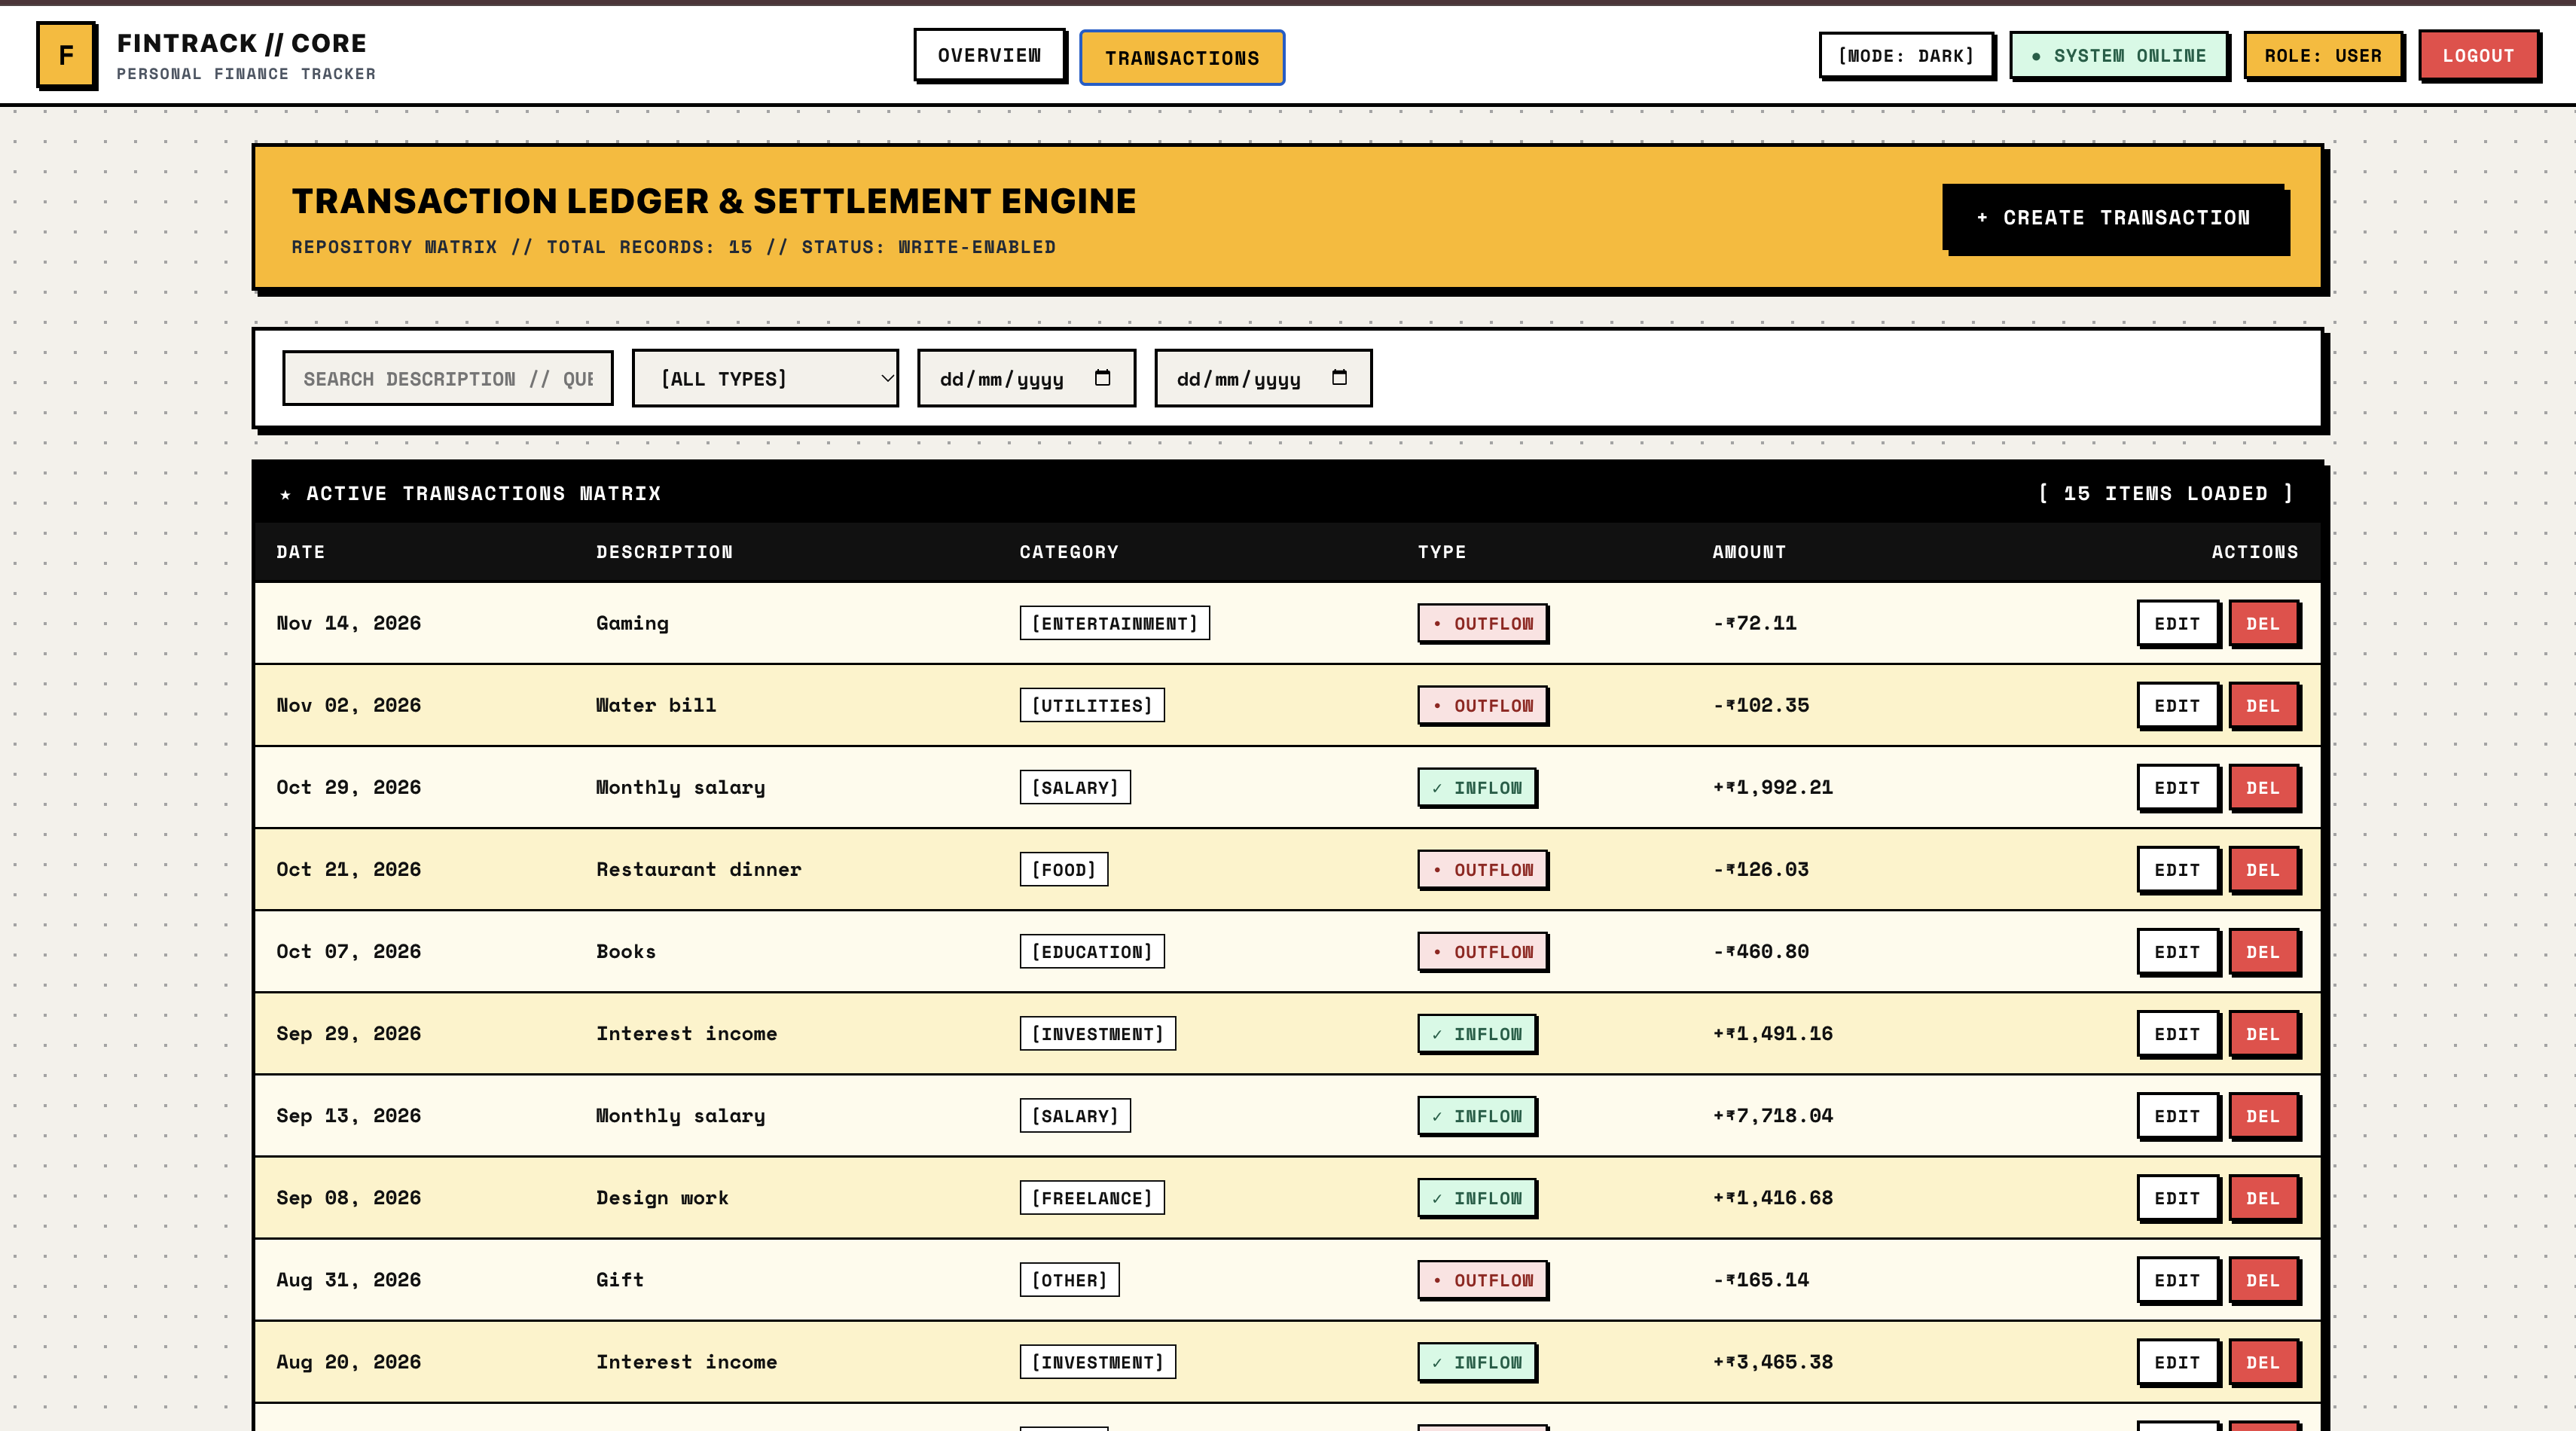 F
FINTRACK // CORE
PERSONAL FINANCE TRACKER
OVERVIEW
TRANSACTIONS
[MODE: DARK]
● SYSTEM ONLINE
ROLE: USER
LOGOUT
TRANSACTION LEDGER & SETTLEMENT ENGINE
REPOSITORY MATRIX // TOTAL RECORDS: 15 // STATUS: WRITE-ENABLED
+ CREATE TRANSACTION
SEARCH DESCRIPTION // QUE
[ALL TYPES]
dd/mm/yyyy
dd/mm/yyyy
★ ACTIVE TRANSACTIONS MATRIX
[ 15 ITEMS LOADED ]
DATE DESCRIPTION CATEGORY TYPE AMOUNT ACTIONS
Nov 14, 2026 Gaming [ENTERTAINMENT] • OUTFLOW -₹72.11 EDIT DEL
Nov 02, 2026 Water bill [UTILITIES] • OUTFLOW -₹102.35 EDIT DEL
Oct 29, 2026 Monthly salary [SALARY] ✓ INFLOW +₹1,992.21 EDIT DEL
Oct 21, 2026 Restaurant dinner [FOOD] • OUTFLOW -₹126.03 EDIT DEL
Oct 07, 2026 Books [EDUCATION] • OUTFLOW -₹460.80 EDIT DEL
Sep 29, 2026 Interest income [INVESTMENT] ✓ INFLOW +₹1,491.16 EDIT DEL
Sep 13, 2026 Monthly salary [SALARY] ✓ INFLOW +₹7,718.04 EDIT DEL
Sep 08, 2026 Design work [FREELANCE] ✓ INFLOW +₹1,416.68 EDIT DEL
Aug 31, 2026 Gift [OTHER] • OUTFLOW -₹165.14 EDIT DEL
Aug 20, 2026 Interest income [INVESTMENT] ✓ INFLOW +₹3,465.38 EDIT DEL